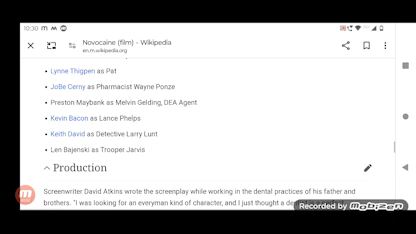 10:30
Novocaine (film) - Wikipedia
en.m.wikipedia.org
Lynne Thigpen as Pat
JoBe Cerny as Pharmacist Wayne Ponze
Preston Maybank as Melvin Gelding, DEA Agent
Kevin Bacon as Lance Phelps
Keith David as Detective Larry Lunt
Len Bajenski as Trooper Jarvis
Production
Screenwriter David Atkins wrote the screenplay while working in the dental practices of his father and
brothers. "I was looking for an everyman kind of character, and I just thought a
Recorded by
Mobizen